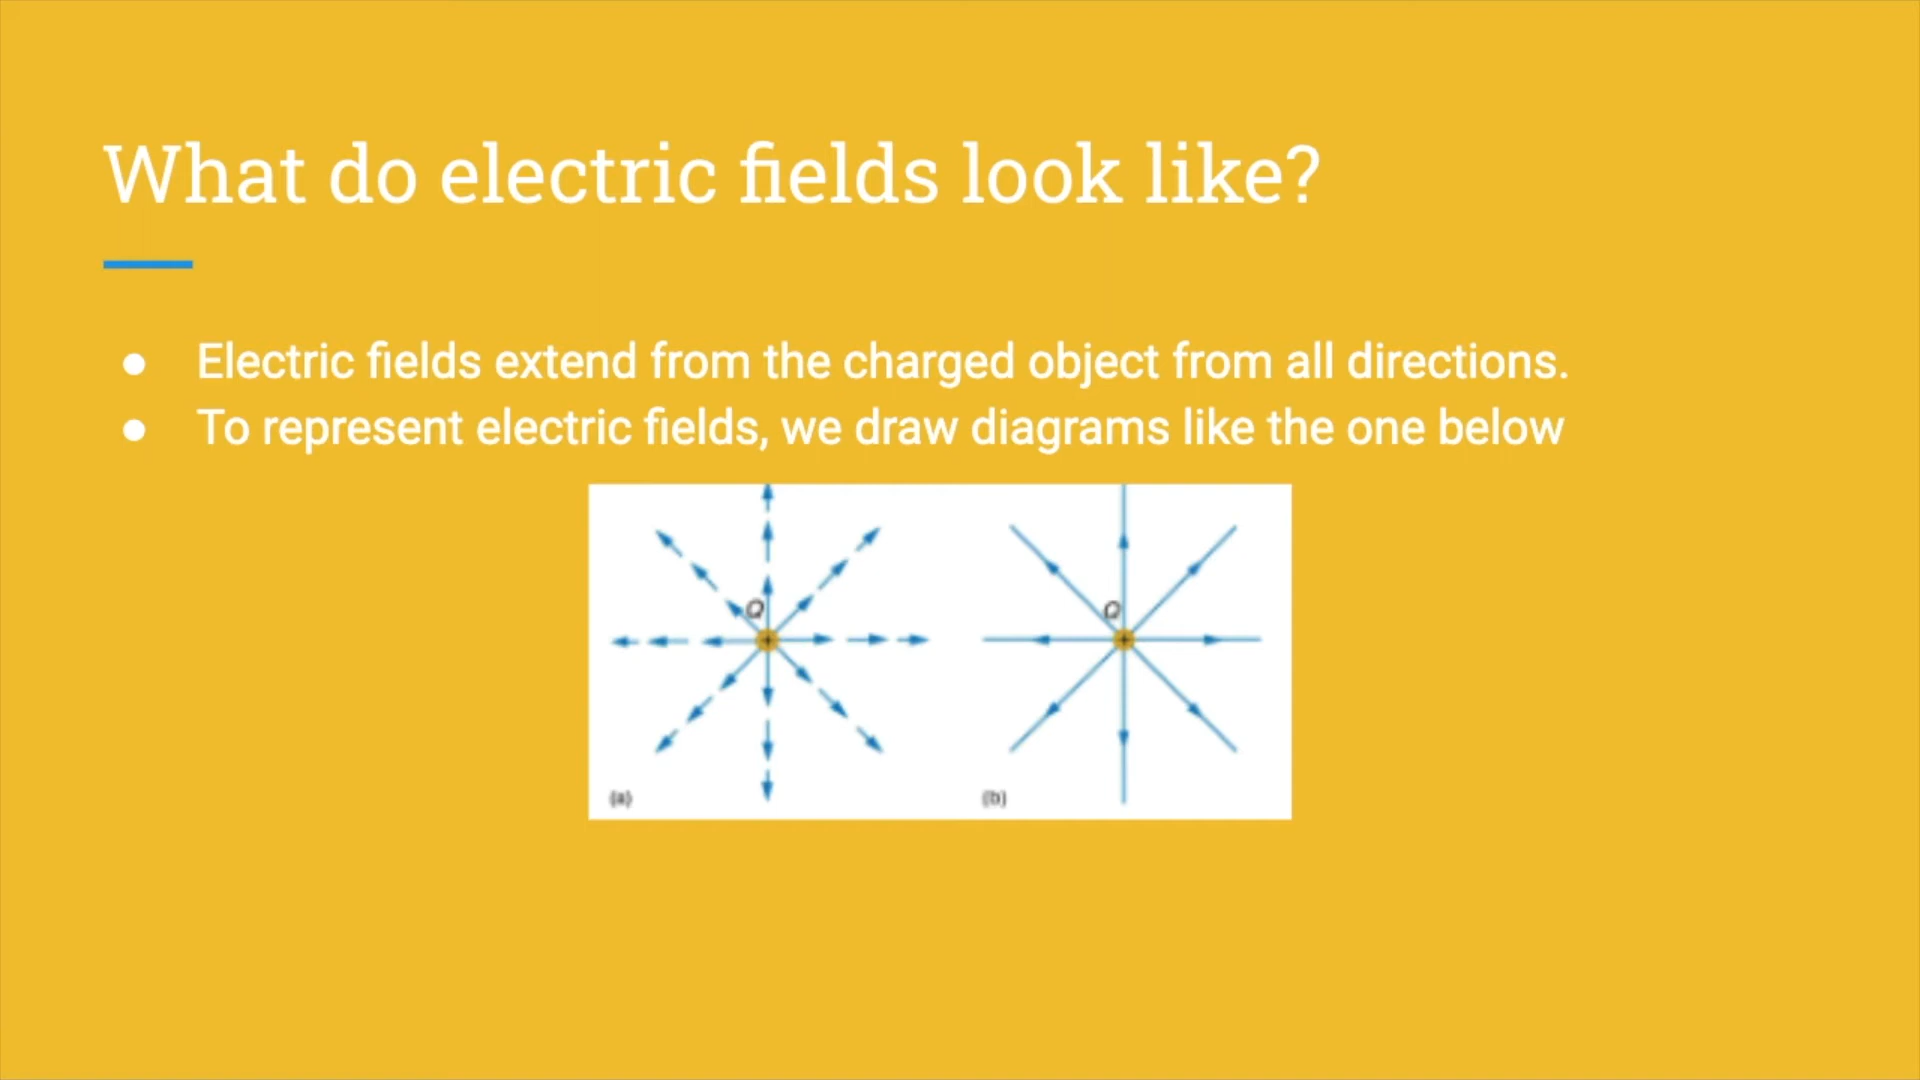 What do electric fields look like?
● Electric fields extend from the charged object from all directions.
● To represent electric fields, we draw diagrams like the one below
Q Q
+ +
(a) (b)